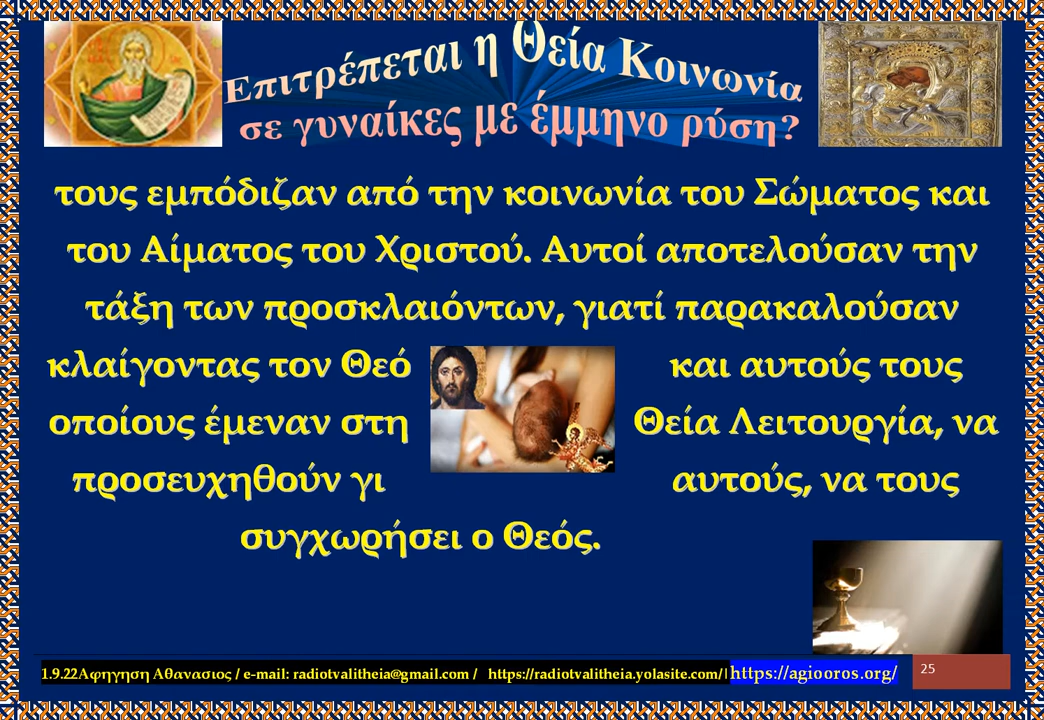 Επιτρέπεται η Θεία Κοινωνία
σε γυναίκες με έμμηνο ρύση?
τους εμπόδιζαν από την κοινωνία του Σώματος και
του Αίματος του Χριστού. Αυτοί αποτελούσαν την
τάξη των προσκλαιόντων, γιατί παρακαλούσαν
κλαίγοντας τον Θεό και αυτούς τους
οποίους έμεναν στη Θεία Λειτουργία, να
προσευχηθούν γι αυτούς, να τους
συγχωρήσει ο Θεός.
1.9.22Αφηγηση Αθανασιος / e-mail: radiotvalitheia@gmail.com / https://radiotvalitheia.yolasite.com/|https://agiooros.org/ 25